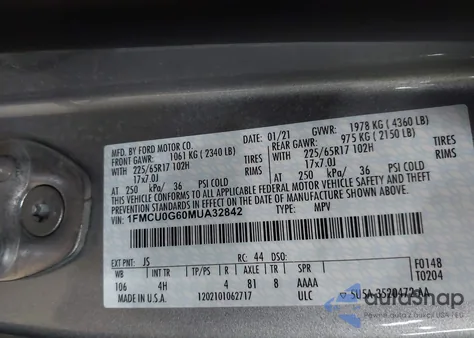 MFD. BY FORD MOTOR CO.
01/21 GVWR: 1978 KG ( 4360 LB)
FRONT GAWR: 1061 KG ( 2340 LB) REAR GAWR: 975 KG ( 2150 LB)
WITH 225/65R17 102H TIRES WITH 225/65R17 102H TIRES
17x7.0J RIMS 17x7.0J RIMS
AT 250 kPa/ 36 PSI COLD AT 250 kPa/ 36 PSI COLD
THIS VEHICLE CONFORMS TO ALL APPLICABLE FEDERAL MOTOR VEHICLE SAFETY AND THEFT
PREVENTION STANDARDS IN EFFECT ON THE DATE OF MANUFACTURE SHOWN ABOVE.
VIN: 1FMCU0G60MUA32842 TYPE: MPV
EXT PNT: JS RC: 44 DSO: F0148
WB INT TR TP/PS R AXLE TR SPR T0204
106 4H 4 81 8 AAAA
MADE IN U.S.A. 1202101062717 ULC
autoahap